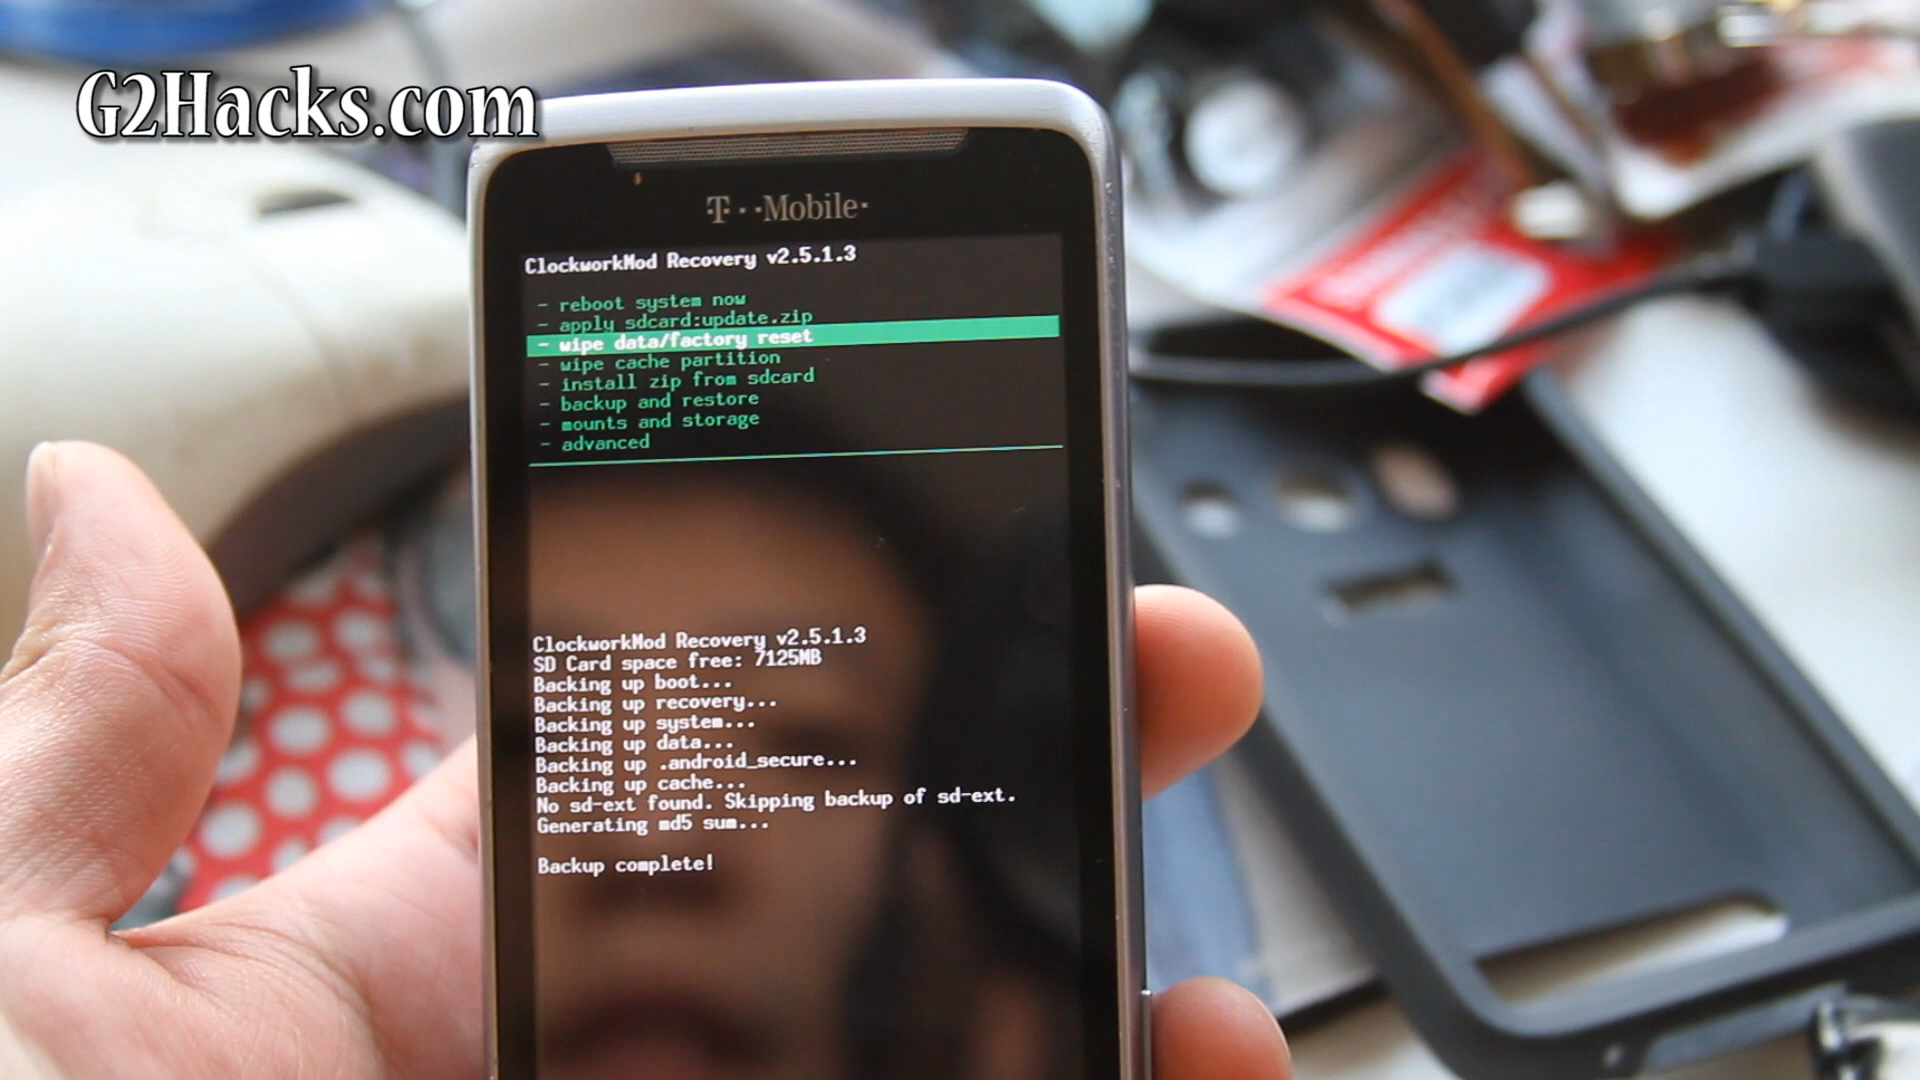 G2Hacks.com
T··Mobile·
ClockworkMod Recovery v2.5.1.3
- reboot system now
- apply sdcard:update.zip
- wipe data/factory reset
- wipe cache partition
- install zip from sdcard
- backup and restore
- mounts and storage
- advanced
ClockworkMod Recovery v2.5.1.3
SD Card space free: 7125MB
Backing up boot...
Backing up recovery...
Backing up system...
Backing up data...
Backing up .android_secure...
Backing up cache...
No sd-ext found. Skipping backup of sd-ext.
Generating md5 sum...
Backup complete!